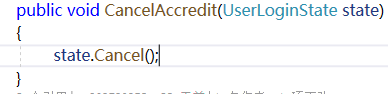 public void CancelAccredit(UserLoginState state)
{
state.Cancel();
}